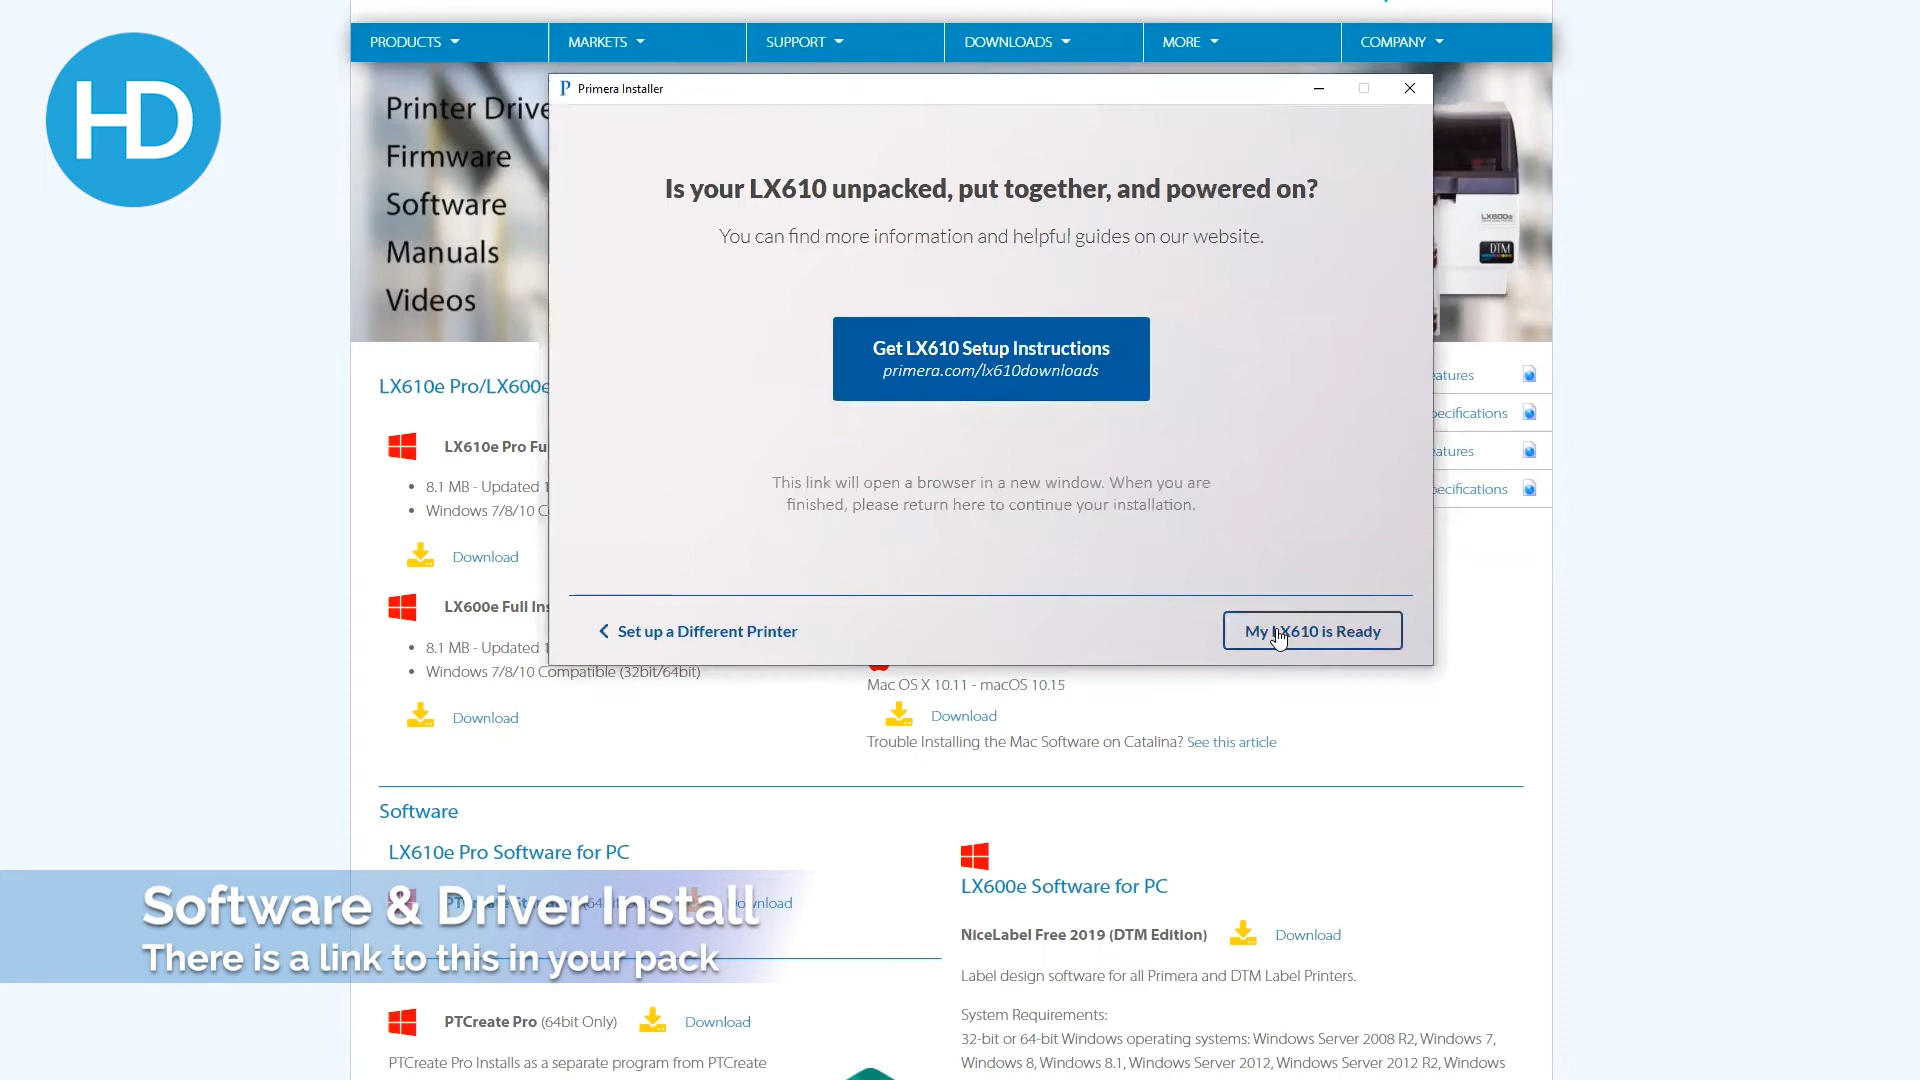 PRODUCTS
MARKETS
SUPPORT
DOWNLOADS
MORE
COMPANY
HD
Printer Drive
Firmware
Software
Manuals
Videos
LX600e
DTM
P Primera Installer
Is your LX610 unpacked, put together, and powered on?
You can find more information and helpful guides on our website.
Get LX610 Setup Instructions
primera.com/lx610downloads
This link will open a browser in a new window. When you are
finished, please return here to continue your installation.
Set up a Different Printer
My LX610 is Ready
LX610e Pro/LX600e
LX610e Pro Fu
8.1 MB - Updated 1
Windows 7/8/10 C
Download
LX600e Full Ins
8.1 MB - Updated 1
Windows 7/8/10 Compatible (32bit/64bit)
Download
eatures
pecifications
eatures
pecifications
Mac OS X 10.11 - macOS 10.15
Download
Trouble Installing the Mac Software on Catalina? See this article
Software
LX610e Pro Software for PC
Download
Software & Driver Install
There is a link to this in your pack
PTCreate Pro (64bit Only)
Download
PTCreate Pro Installs as a separate program from PTCreate
LX600e Software for PC
NiceLabel Free 2019 (DTM Edition)
Download
Label design software for all Primera and DTM Label Printers.
System Requirements:
32-bit or 64-bit Windows operating systems: Windows Server 2008 R2, Windows 7,
Windows 8, Windows 8.1, Windows Server 2012, Windows Server 2012 R2, Windows